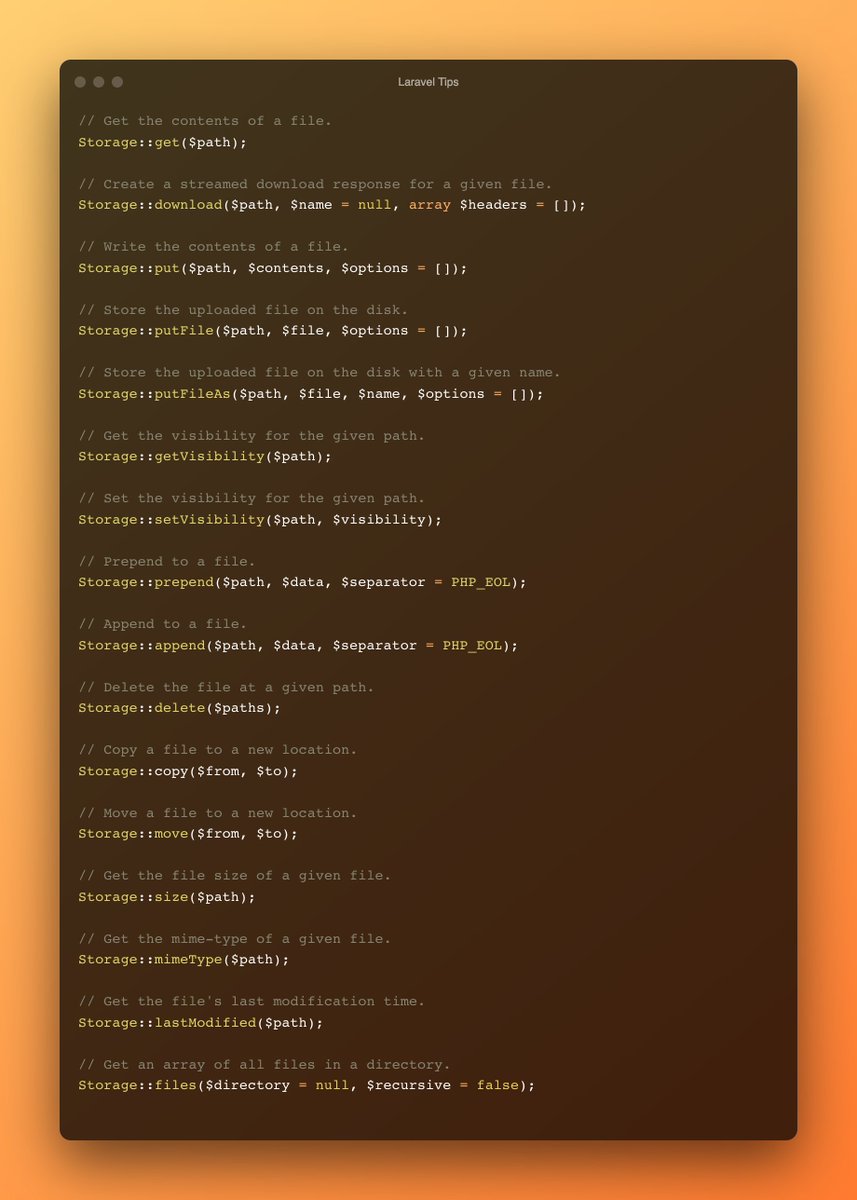 Laravel Tips
// Get the contents of a file.
Storage::get($path);
// Create a streamed download response for a given file.
Storage::download($path, $name = null, array $headers = []);
// Write the contents of a file.
Storage::put($path, $contents, $options = []);
// Store the uploaded file on the disk.
Storage::putFile($path, $file, $options = []);
// Store the uploaded file on the disk with a given name.
Storage::putFileAs($path, $file, $name, $options = []);
// Get the visibility for the given path.
Storage::getVisibility($path);
// Set the visibility for the given path.
Storage::setVisibility($path, $visibility);
// Prepend to a file.
Storage::prepend($path, $data, $separator = PHP_EOL);
// Append to a file.
Storage::append($path, $data, $separator = PHP_EOL);
// Delete the file at a given path.
Storage::delete($paths);
// Copy a file to a new location.
Storage::copy($from, $to);
// Move a file to a new location.
Storage::move($from, $to);
// Get the file size of a given file.
Storage::size($path);
// Get the mime-type of a given file.
Storage::mimeType($path);
// Get the file's last modification time.
Storage::lastModified($path);
// Get an array of all files in a directory.
Storage::files($directory = null, $recursive = false);